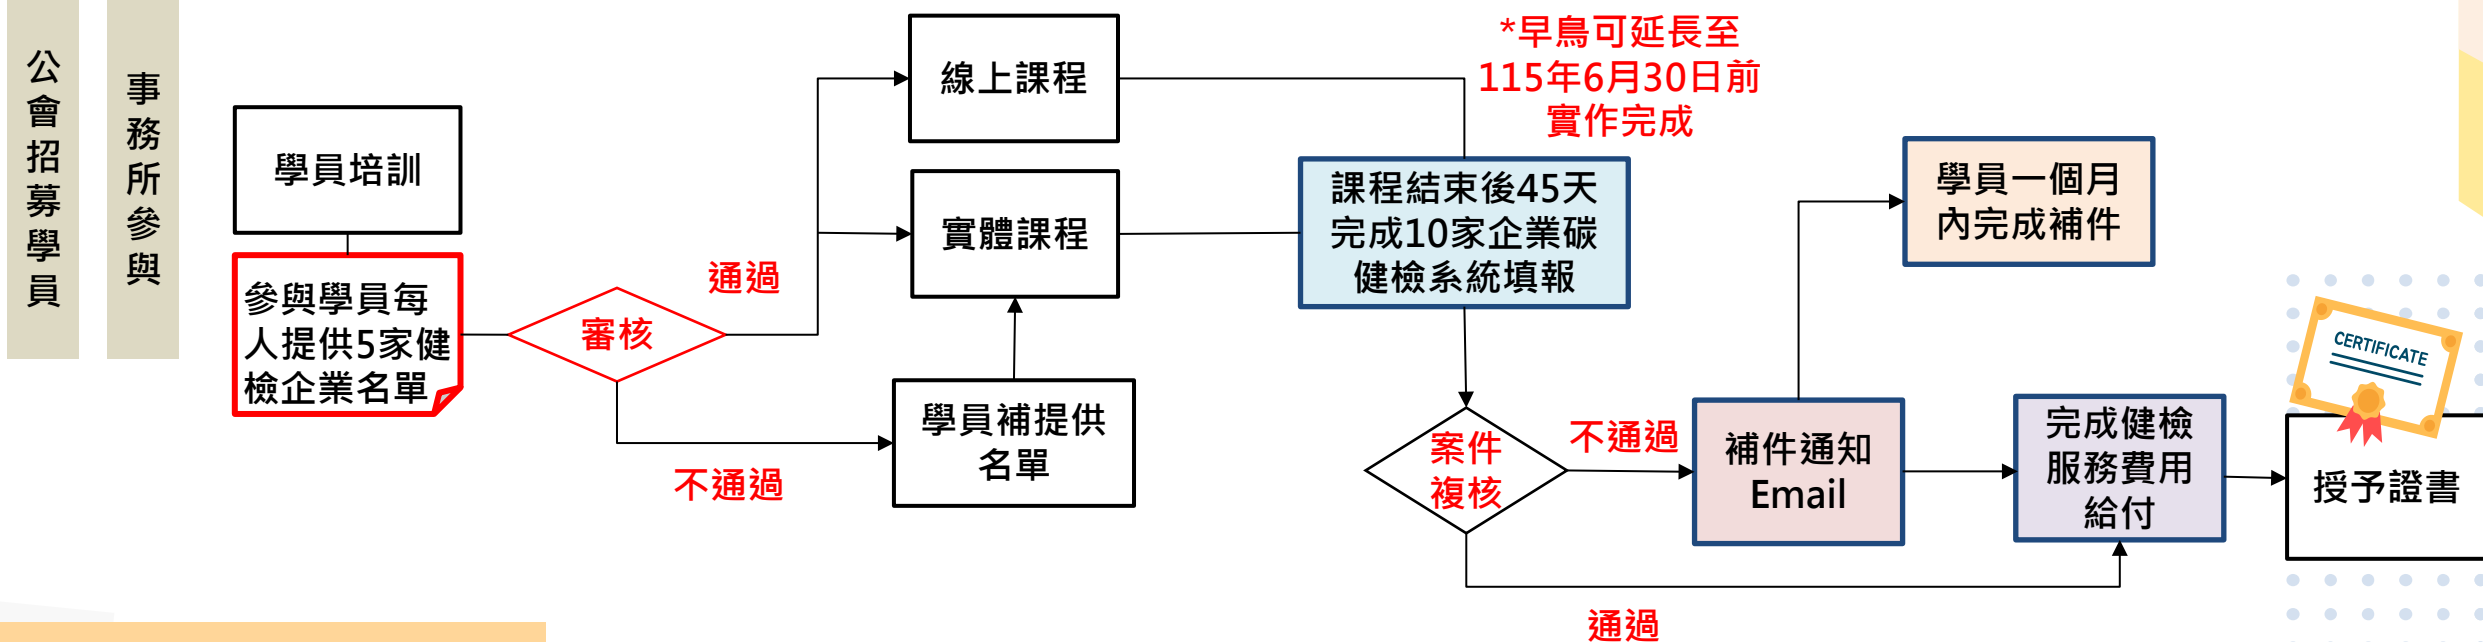 公會招募學員
事務所參與
學員培訓
參與學員每
人提供5家健
檢企業名單
審核
通過
不通過
線上課程
實體課程
學員補提供
名單
*早鳥可延長至
115年6月30日前
實作完成
課程結束後45天
完成10家企業碳
健檢系統填報
案件
複核
不通過
通過
補件通知
Email
學員一個月
內完成補件
完成健檢
服務費用
給付
CERTIFICATE
授予證書